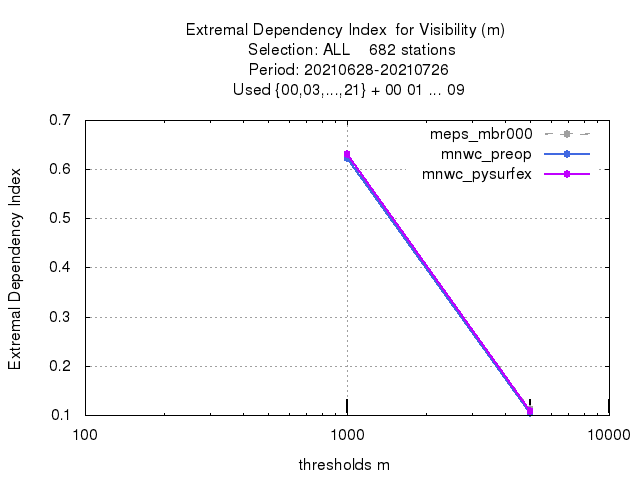 Extremal Dependency Index  for Visibility (m)
Selection: ALL    682 stations
Period: 20210628-20210726
Used {00,03,...,21} + 00 01 ... 09
meps_mbr000
mnwc_preop
mnwc_pysurfex
0.7
0.6
0.5
0.4
0.3
0.2
0.1
Extremal Dependency Index
100
1000
10000
thresholds m